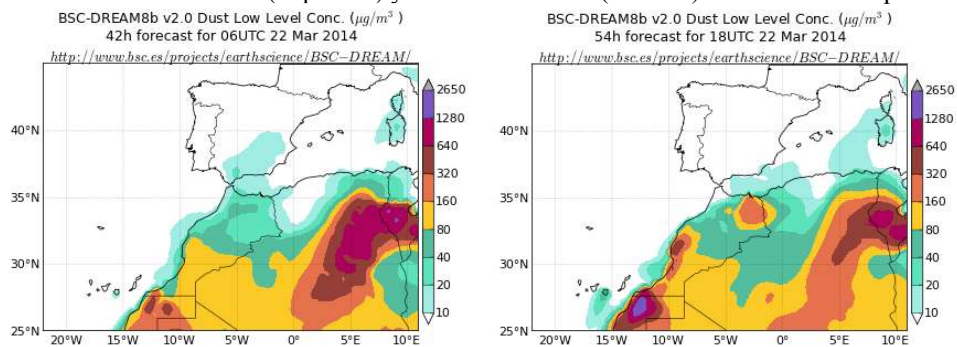 BSC-DREAM8b v2.0 Dust Low Level Conc. (μg/m³)
42h forecast for 06UTC 22 Mar 2014
http://www.bsc.es/projects/earthscience/BSC−DREAM/
40°N
35°N
30°N
25°N
20°W
15°W
10°W
5°W
0°E
5°E
10°E
2650
1280
640
320
160
80
40
20
10
BSC-DREAM8b v2.0 Dust Low Level Conc. (μg/m³)
54h forecast for 18UTC 22 Mar 2014
http://www.bsc.es/projects/earthscience/BSC−DREAM/
40°N
35°N
30°N
25°N
20°W
15°W
10°W
5°W
0°E
5°E
10°E
2650
1280
640
320
160
80
40
20
10